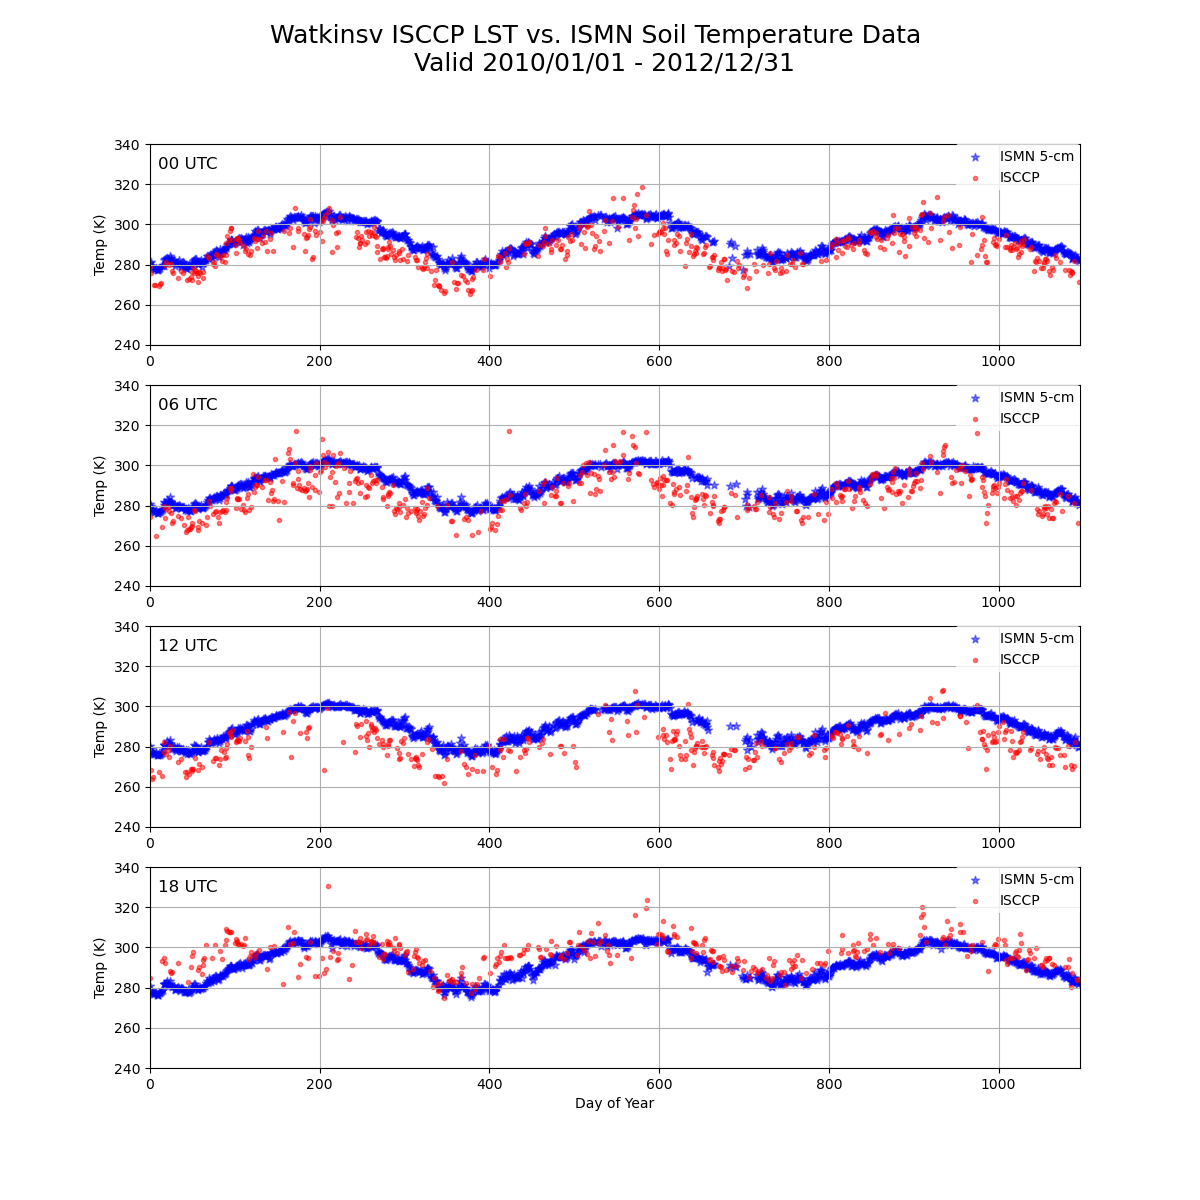 Watkinsv ISCCP LST vs. ISMN Soil Temperature Data
Valid 2010/01/01 - 2012/12/31
340
320
300
280
260
240
Temp (K)
00 UTC
ISMN 5-cm
ISCCP
0 200 400 600 800 1000
340
320
300
280
260
240
Temp (K)
06 UTC
ISMN 5-cm
ISCCP
0 200 400 600 800 1000
340
320
300
280
260
240
Temp (K)
12 UTC
ISMN 5-cm
ISCCP
0 200 400 600 800 1000
340
320
300
280
260
240
Temp (K)
18 UTC
ISMN 5-cm
ISCCP
0 200 400 600 800 1000
Day of Year